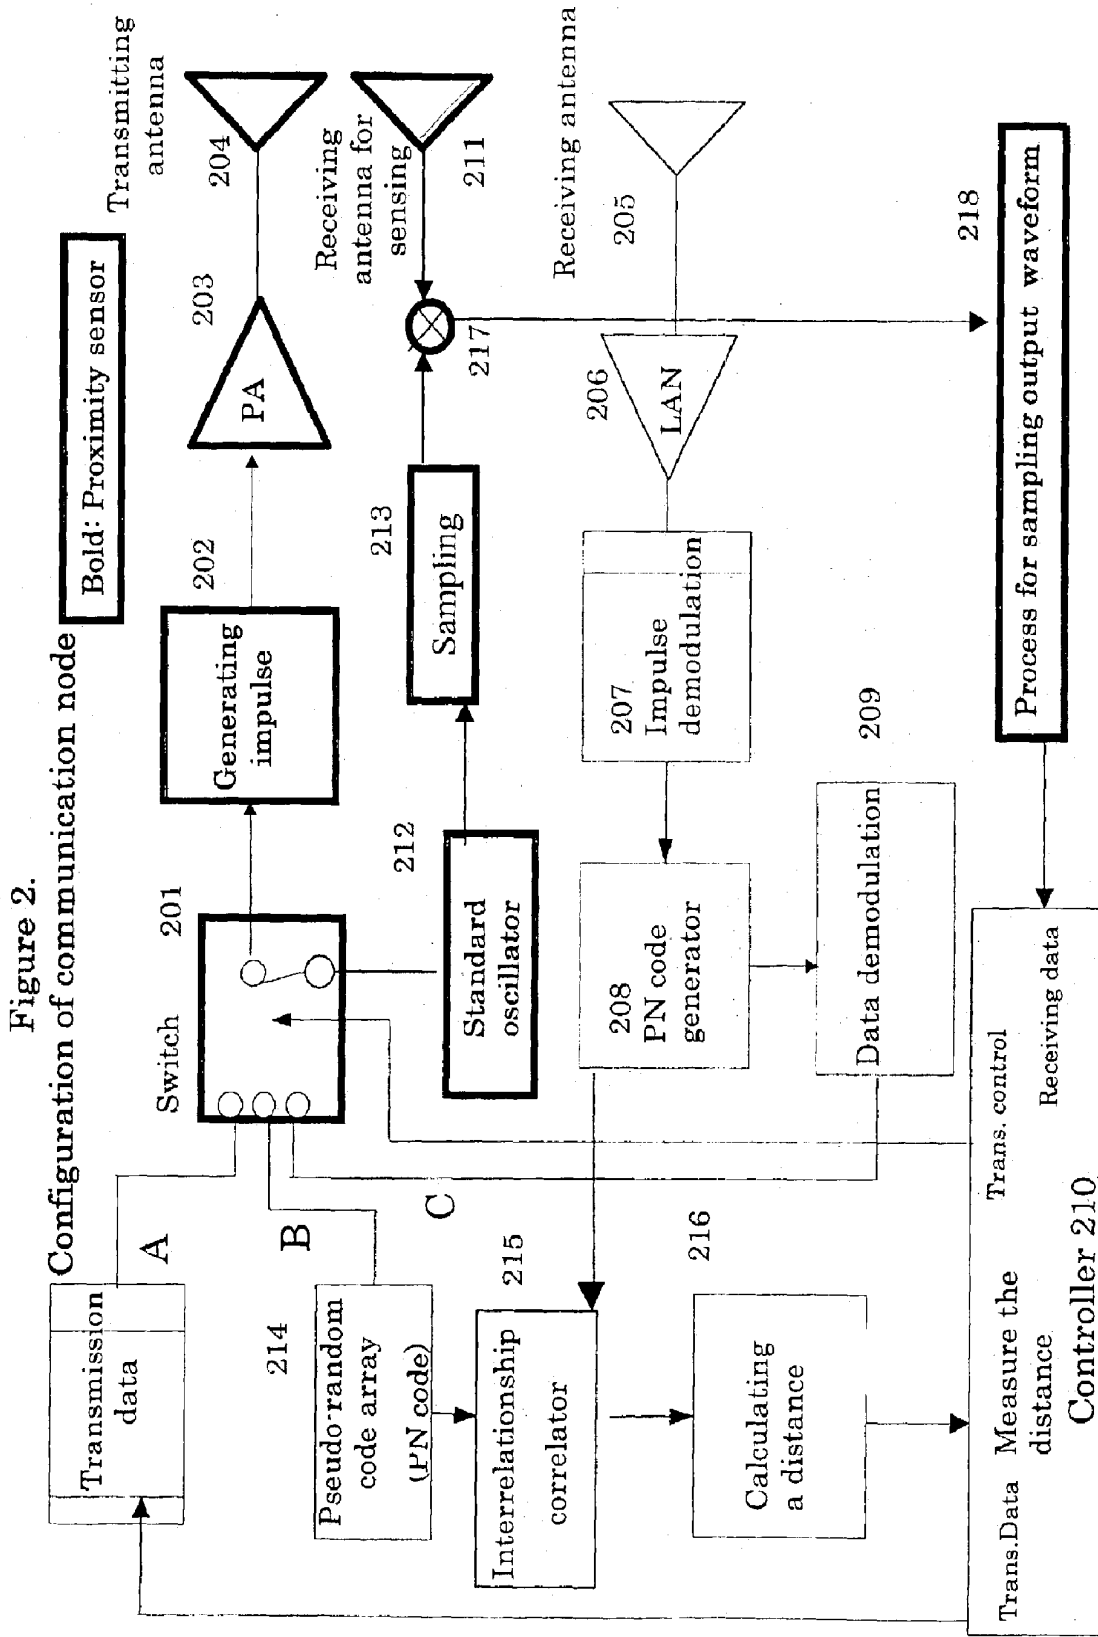 Figure 2.
Configuration of communication node
Bold: Proximity sensor
Transmission
data
A
Switch
201
Generating
impulse
202
PA
203
204
Transmitting
antenna
B
C
214
Pseudo-random
code array
(PN code)
212
Standard
oscillator
213
Sampling
217
Receiving
antenna for
sensing
211
Interrelationship
correlator
215
208
PN code
generator
207
Impulse
demodulation
206
LAN
205
Receiving antenna
216
Calculating
a distance
Data demodulation
209
218
Process for sampling output waveform
Trans.Data
Measure the
distance
Trans. control
Receiving data
Controller 210